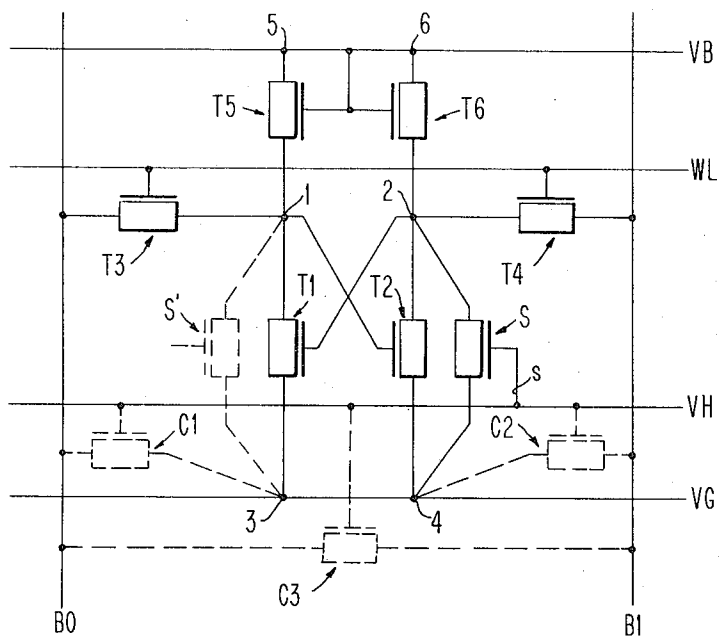 5 6 VB
T5 T6
WL
1 2
T3 T4
T1 T2
S' S
s
VH
C1 C2
3 4 VG
C3
B0 B1